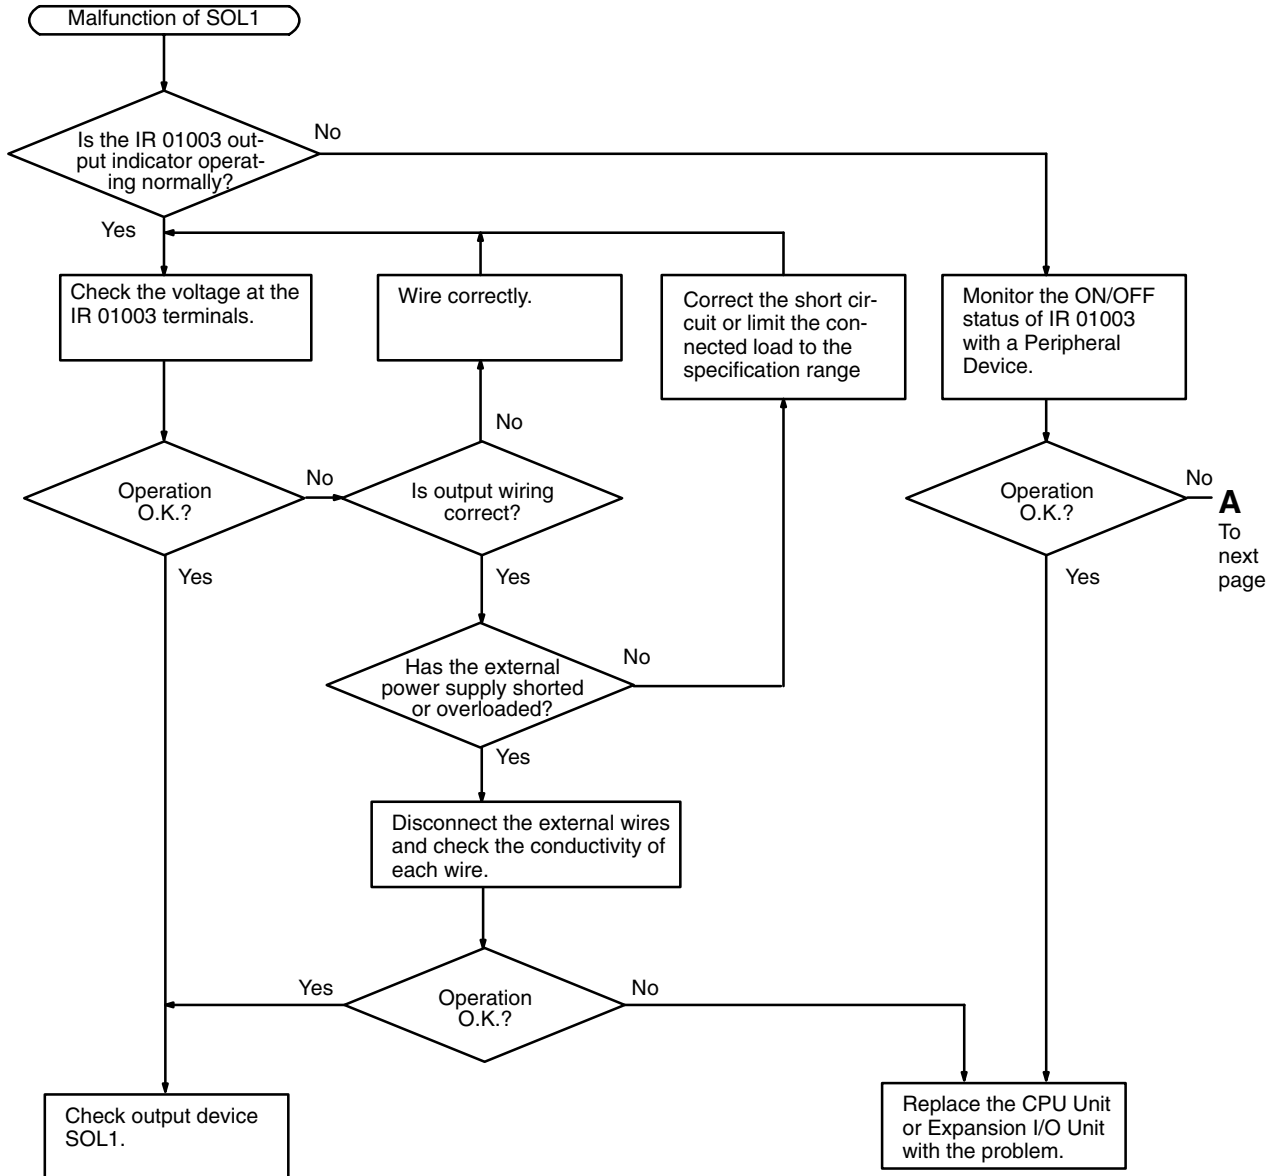 Malfunction of SOL1
Is the IR 01003 out-
put indicator operat-
ing normally?
No
Yes
Check the voltage at the
IR 01003 terminals.
Wire correctly.
Correct the short cir-
cuit or limit the con-
nected load to the
specification range
Monitor the ON/OFF
status of IR 01003
with a Peripheral
Device.
No
Operation
O.K.?
No
Is output wiring
correct?
Operation
O.K.?
No
A
To
next
page
Yes
Yes
Yes
Has the external
power supply shorted
or overloaded?
No
Yes
Disconnect the external wires
and check the conductivity of
each wire.
Yes
Operation
O.K.?
No
Check output device
SOL1.
Replace the CPU Unit
or Expansion I/O Unit
with the problem.